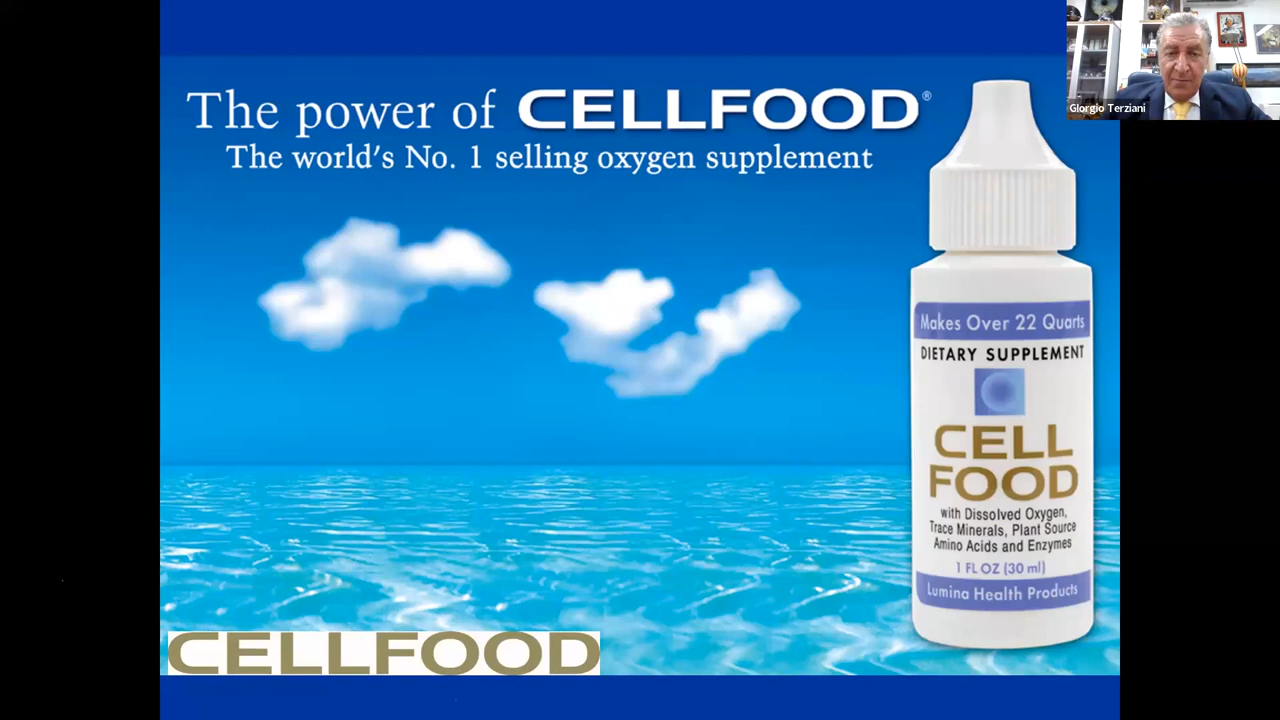 The power of CELLFOOD®
The world's No. 1 selling oxygen supplement
Giorgio Terziani
Makes Over 22 Quarts
DIETARY SUPPLEMENT
CELL
FOOD
with Dissolved Oxygen,
Trace Minerals, Plant Source
Amino Acids and Enzymes
1 FL OZ (30 ml)
Lumina Health Products
CELLFOOD